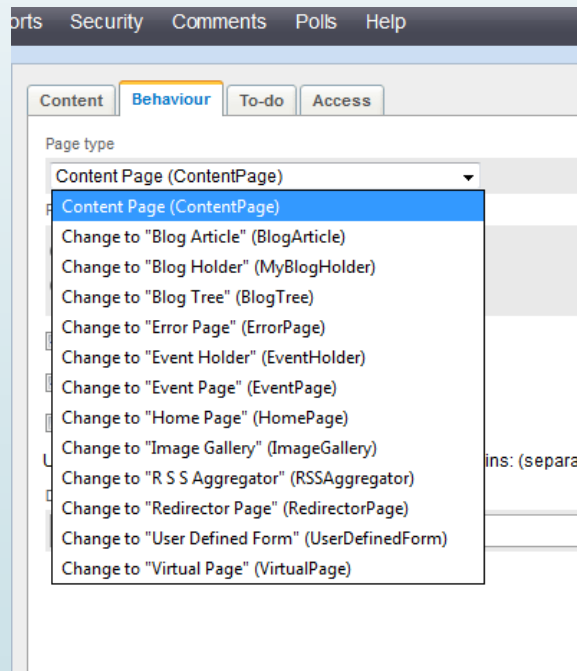 orts Security Comments Polls Help
Content Behaviour To-do Access
Page type
Content Page (ContentPage)
Content Page (ContentPage)
Change to "Blog Article" (BlogArticle)
Change to "Blog Holder" (MyBlogHolder)
Change to "Blog Tree" (BlogTree)
Change to "Error Page" (ErrorPage)
Change to "Event Holder" (EventHolder)
Change to "Event Page" (EventPage)
Change to "Home Page" (HomePage)
Change to "Image Gallery" (ImageGallery)
ins: (separa
Change to "R S S Aggregator" (RSSAggregator)
Change to "Redirector Page" (RedirectorPage)
Change to "User Defined Form" (UserDefinedForm)
Change to "Virtual Page" (VirtualPage)